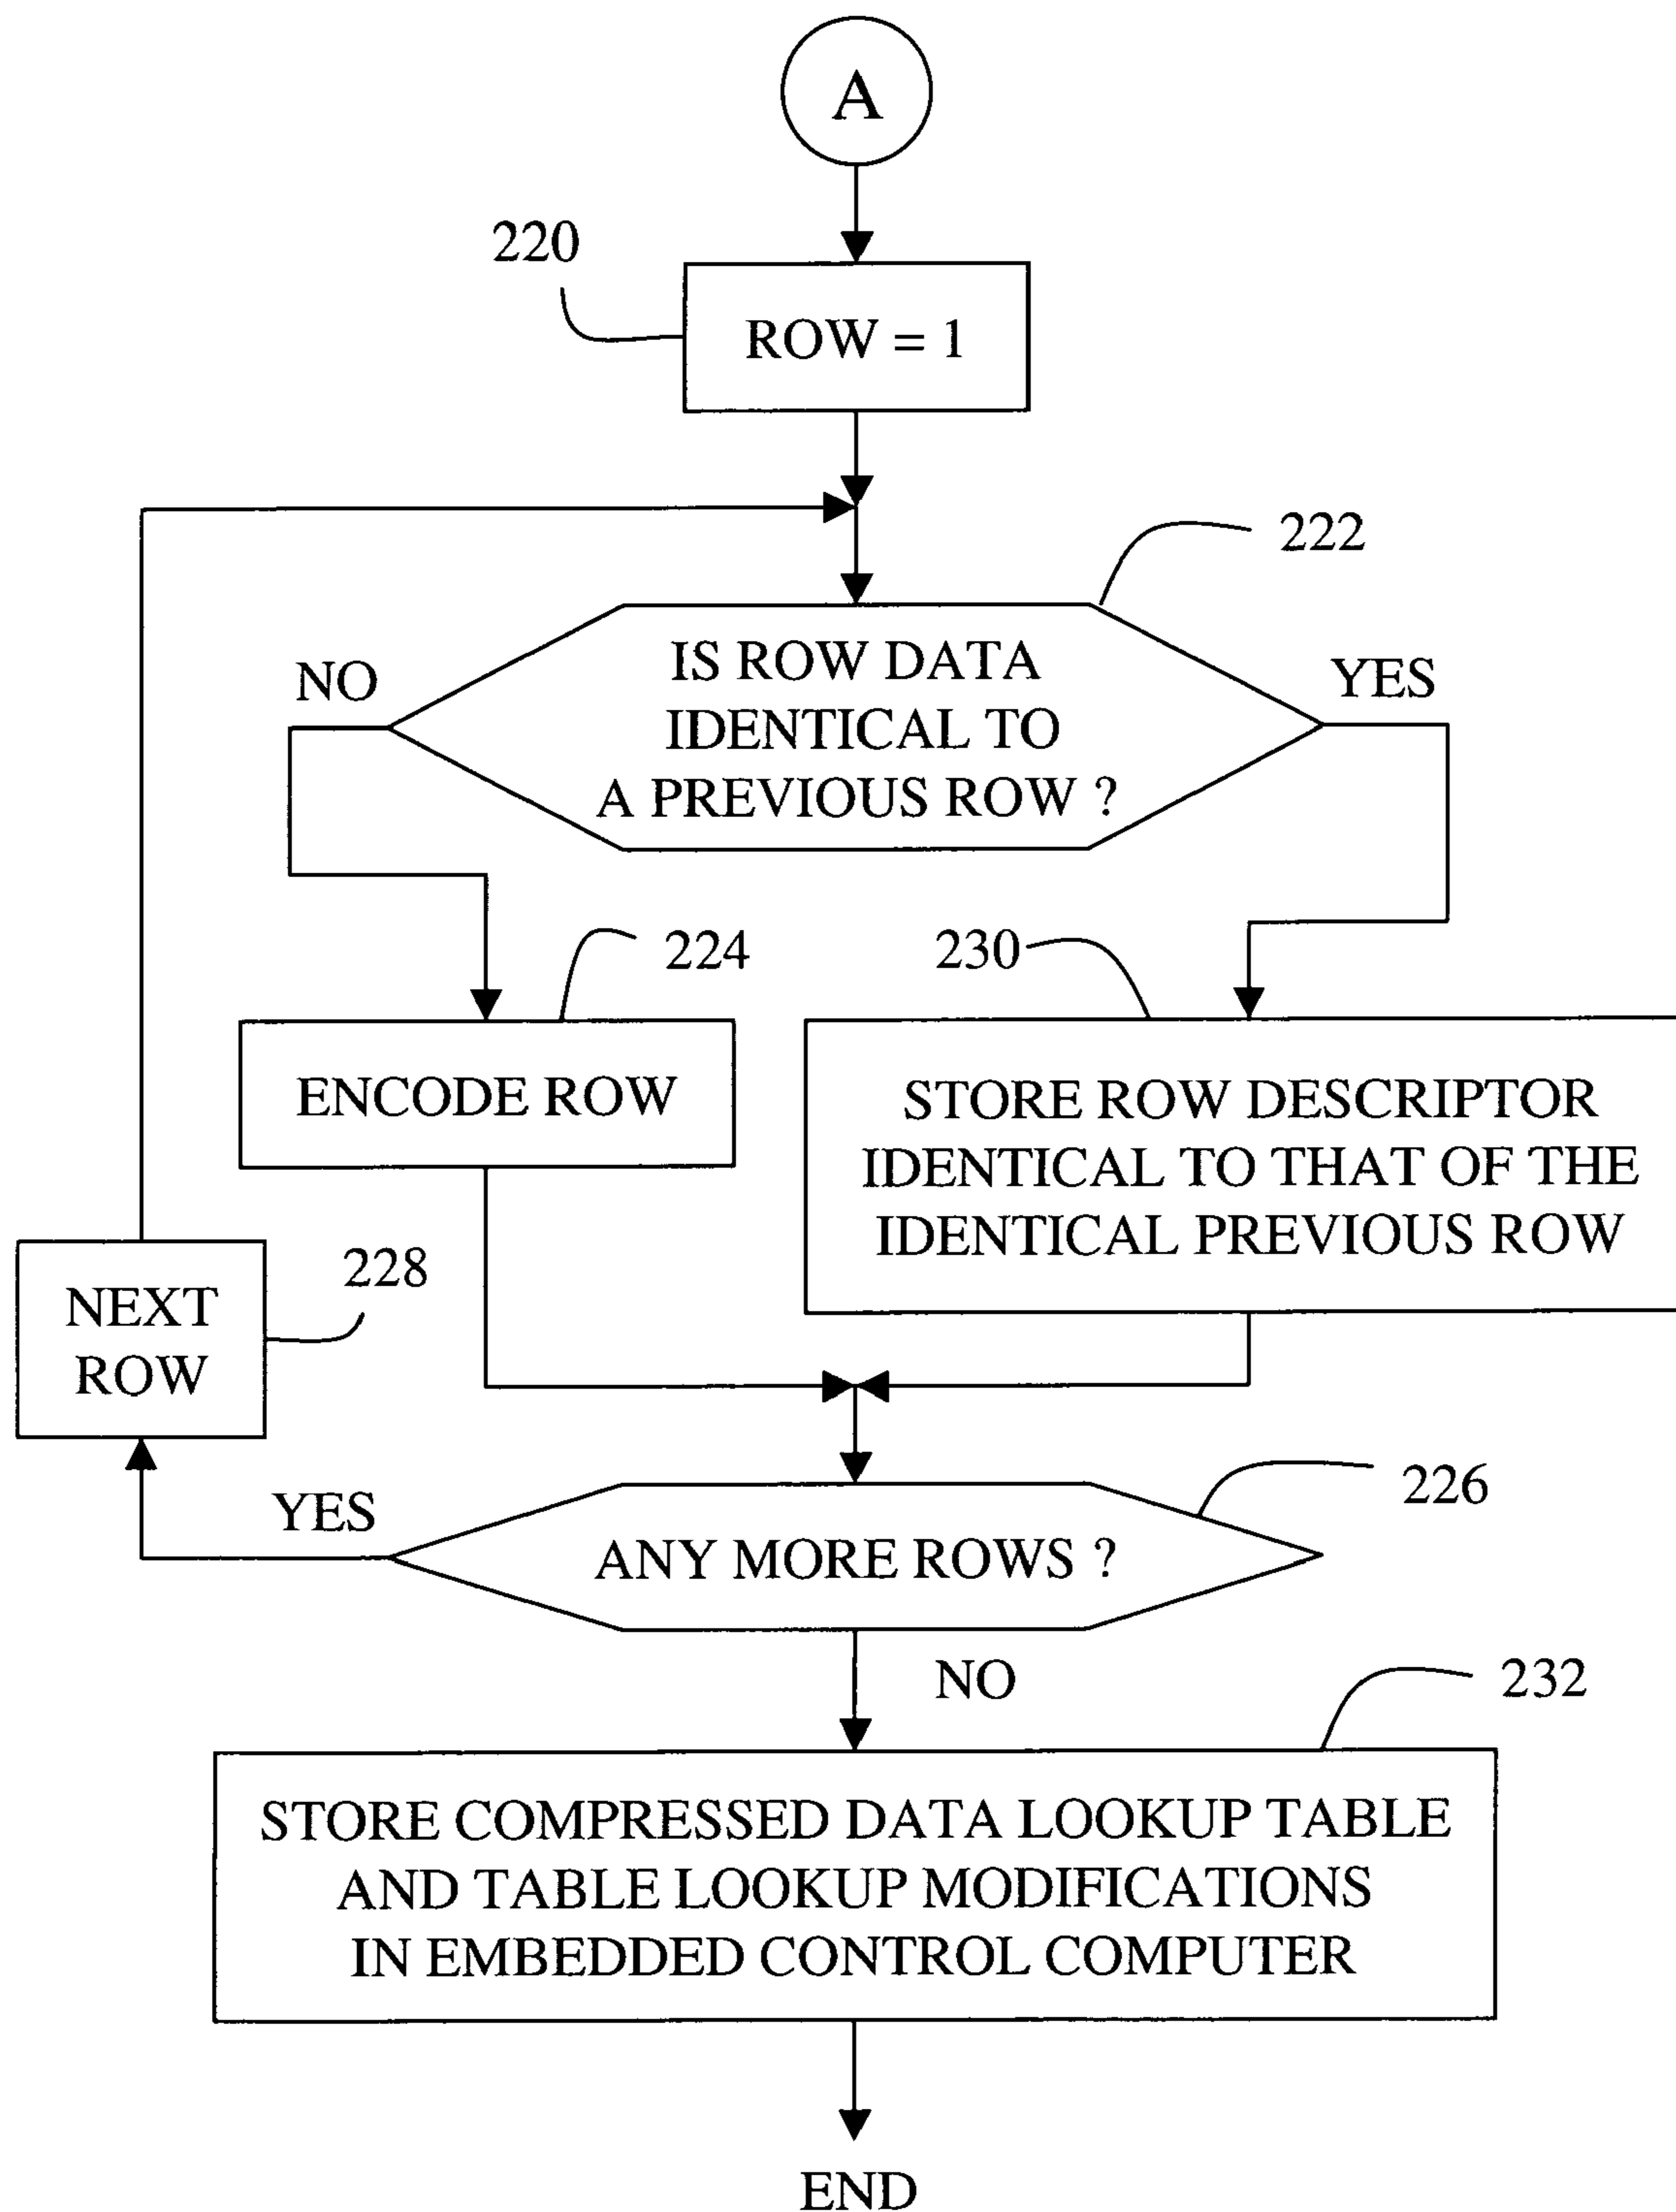 A
220
ROW = 1
222
NO
YES
IS ROW DATA
IDENTICAL TO
A PREVIOUS ROW ?
224
230
ENCODE ROW
STORE ROW DESCRIPTOR
IDENTICAL TO THAT OF THE
IDENTICAL PREVIOUS ROW
NEXT
ROW
228
226
YES
ANY MORE ROWS ?
NO
232
STORE COMPRESSED DATA LOOKUP TABLE
AND TABLE LOOKUP MODIFICATIONS
IN EMBEDDED CONTROL COMPUTER
END